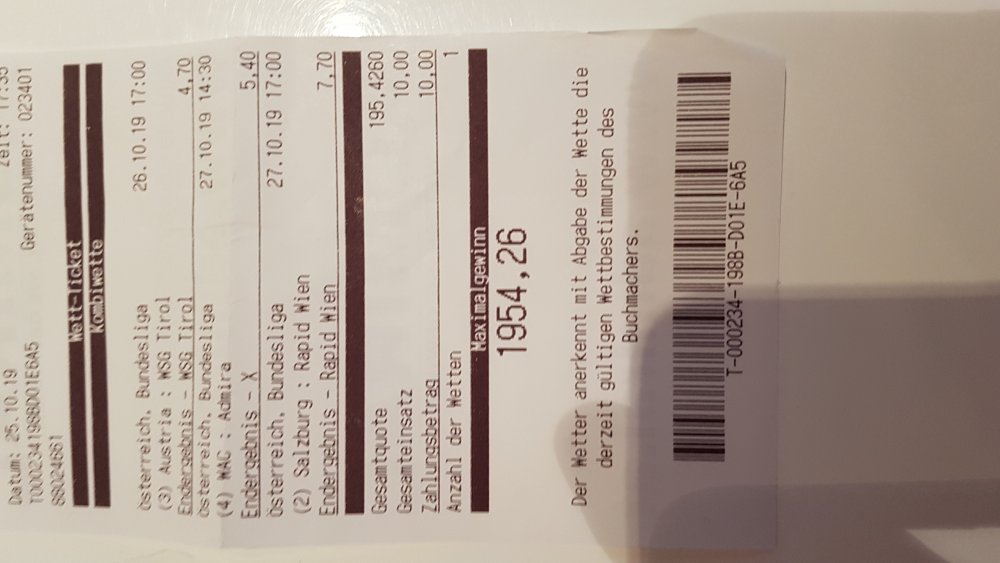 Datum: 25.10.19 Zeit: 17:35
T000234198BD01E6A5 Gerätenummer: 023401
88024661
Wett-Ticket
Kombiwette
Österreich, Bundesliga 26.10.19 17:00
(3) Austria : WSG Tirol
Endergebnis - WSG Tirol 4,70
Österreich, Bundesliga 27.10.19 14:30
(4) WAC : Admira
Endergebnis - X 5,40
Österreich, Bundesliga 27.10.19 17:00
(2) Salzburg : Rapid Wien
Endergebnis - Rapid Wien 7,70
Gesamtquote 195,4260
Gesamteinsatz 10,00
Zahlungsbetrag 10,00
Anzahl der Wetten 1
Maximalgewinn
1954,26
Der Wetter anerkennt mit Abgabe der Wette die
derzeit gültigen Wettbestimmungen des
Buchmachers.
T-000234-198B-D01E-6A5